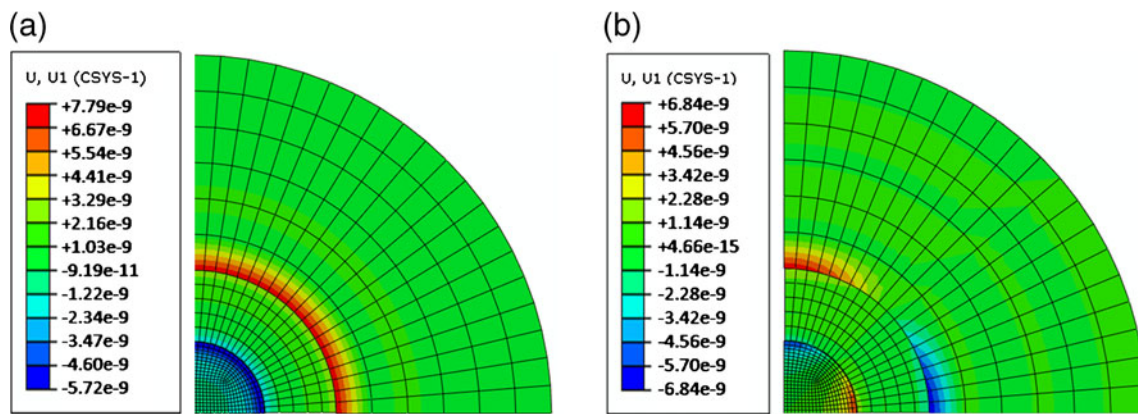 (a)
U, U1 (CSYS-1)
+7.79e-9
+6.67e-9
+5.54e-9
+4.41e-9
+3.29e-9
+2.16e-9
+1.03e-9
-9.19e-11
-1.22e-9
-2.34e-9
-3.47e-9
-4.60e-9
-5.72e-9
(b)
U, U1 (CSYS-1)
+6.84e-9
+5.70e-9
+4.56e-9
+3.42e-9
+2.28e-9
+1.14e-9
+4.66e-15
-1.14e-9
-2.28e-9
-3.42e-9
-4.56e-9
-5.70e-9
-6.84e-9